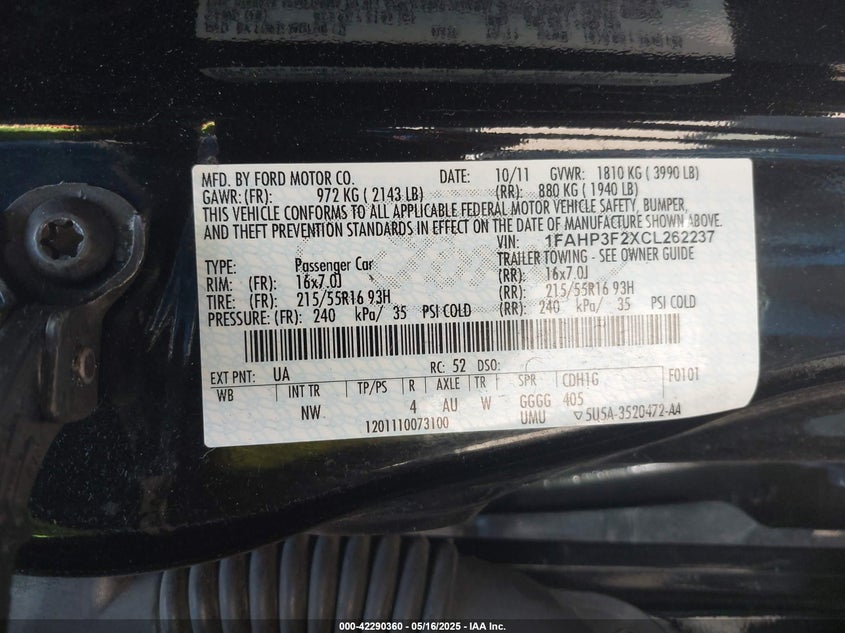 MFD. BY FORD MOTOR CO. DATE: 10/11 GVWR: 1810 KG ( 3990 LB)
GAWR: (FR): 972 KG ( 2143 LB) (RR): 880 KG ( 1940 LB)
THIS VEHICLE CONFORMS TO ALL APPLICABLE FEDERAL MOTOR VEHICLE SAFETY, BUMPER,
AND THEFT PREVENTION STANDARDS IN EFFECT ON THE DATE OF MANUFACTURE SHOWN ABOVE.
VIN: 1FAHP3F2XCL262237
TYPE: Passenger Car TRAILER TOWING - SEE OWNER GUIDE
RIM: (FR): 16x7.0J (RR): 16x7.0J
TIRE: (FR): 215/55R16 93H (RR): 215/55R16 93H
PRESSURE: (FR): 240 kPa/ 35 PSI COLD (RR): 240 kPa/ 35 PSI COLD
EXT PNT: UA RC: 52 DSO:
WB INT TR TP/PS R AXLE TR SPR CDH1G F0101
NW 4 AU W GGGG 405
1201110073100 UMU ▽ 5U5A-3520472-AA
000-42290360 - 05/16/2025 - IAA Inc.